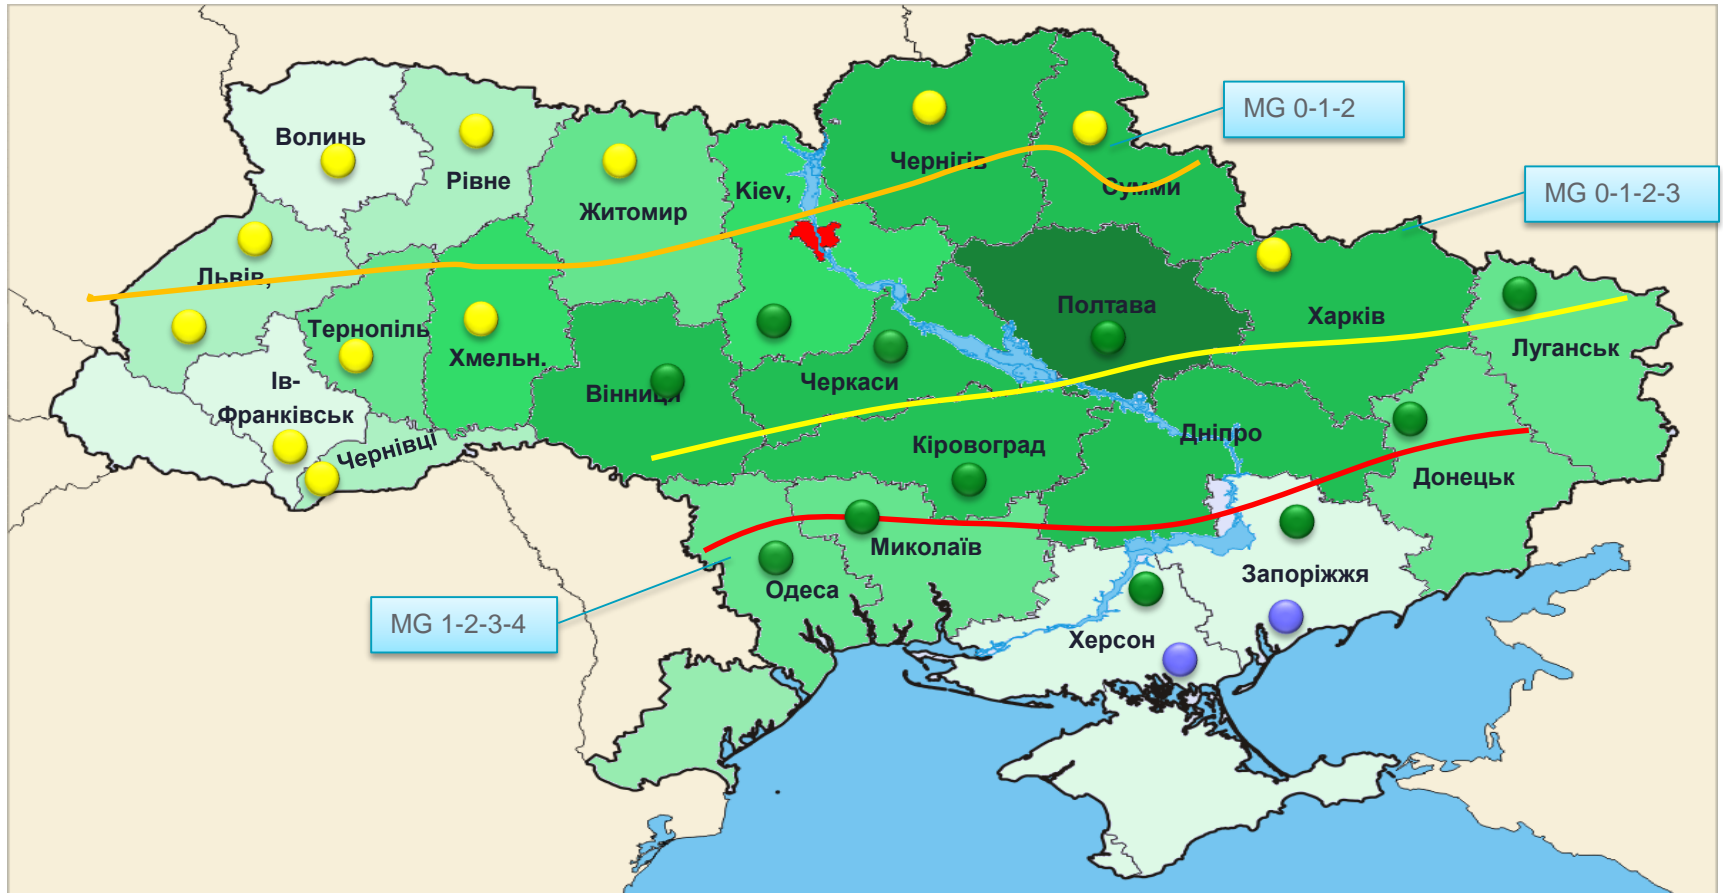 MG 0-1-2
Волинь
Чернігів
Рівне
Kiev,
Сумми
MG 0-1-2-3
Житомир
Львів,
Полтава
Тернопіль
Харків
Хмельн.
Луганськ
Ів-
Франківськ
Вінниця
Черкаси
Чернівці
Кіровоград
Дніпро
Донецьк
Миколаїв
Запоріжжя
Одеса
MG 1-2-3-4
Херсон